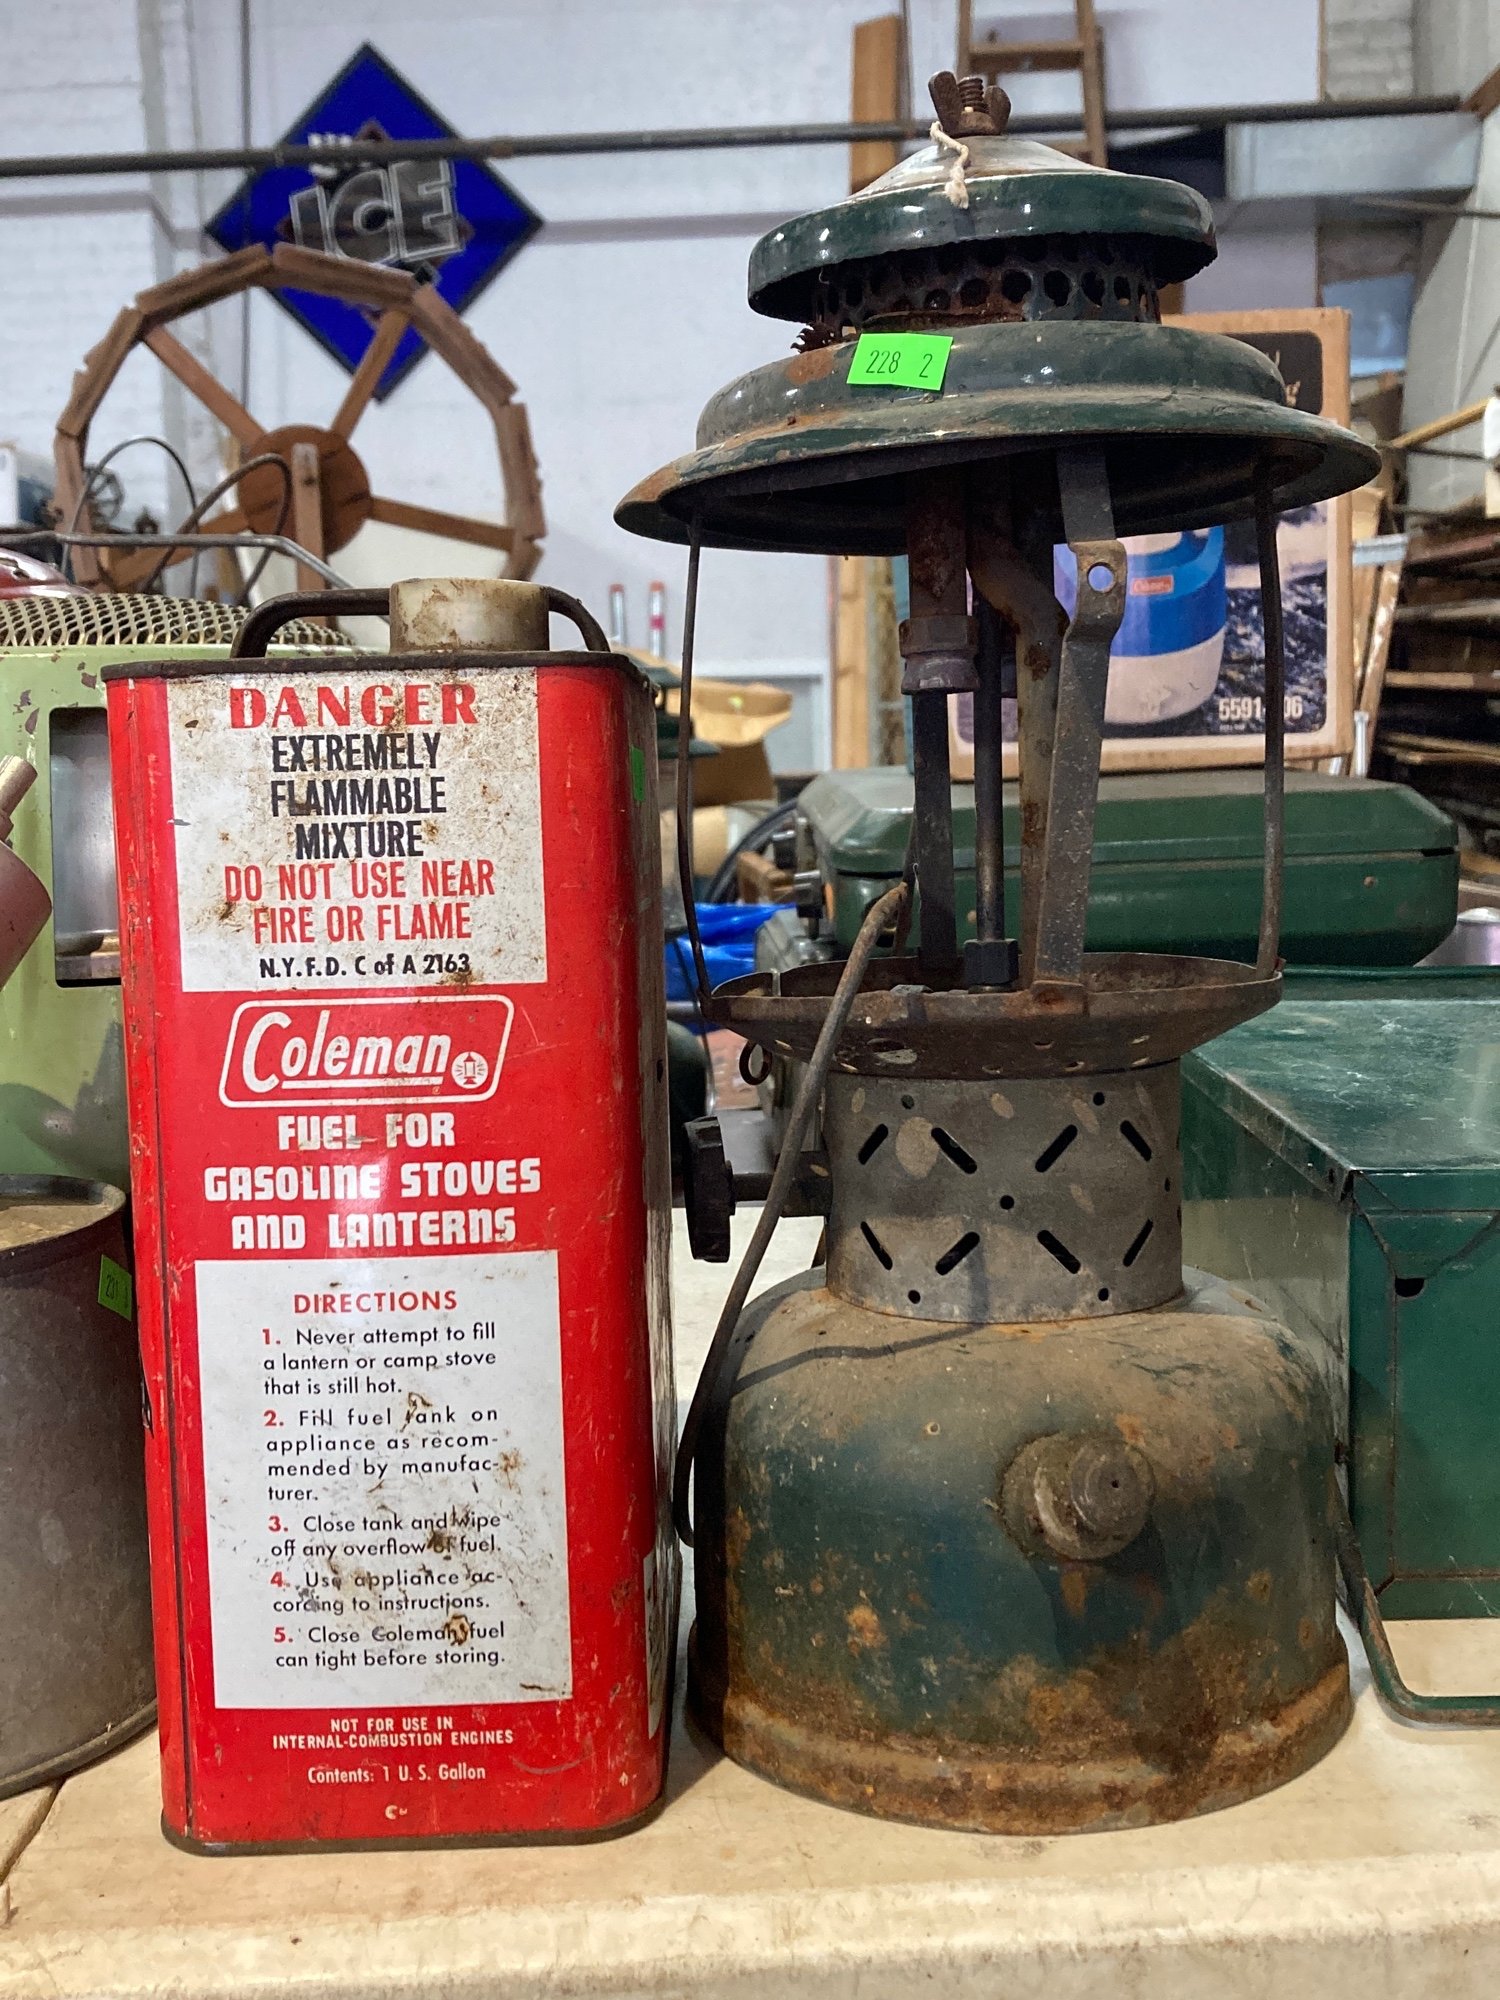 ICE
228 2
Coleman
5591
DANGER
EXTREMELY
FLAMMABLE
MIXTURE
DO NOT USE NEAR
FIRE OR FLAME
N.Y.F.D. C of A 2163
Coleman
FUEL FOR
GASOLINE STOVES
AND LANTERNS
DIRECTIONS
1. Never attempt to fill
a lantern or camp stove
that is still hot.
2. Fill fuel tank on
appliance as recom-
mended by manufac-
turer.
3. Close tank and wipe
off any overflow of fuel.
4. Use appliance ac-
cording to instructions.
5. Close Coleman fuel
can tight before storing.
NOT FOR USE IN
INTERNAL-COMBUSTION ENGINES
Contents: 1 U. S. Gallon